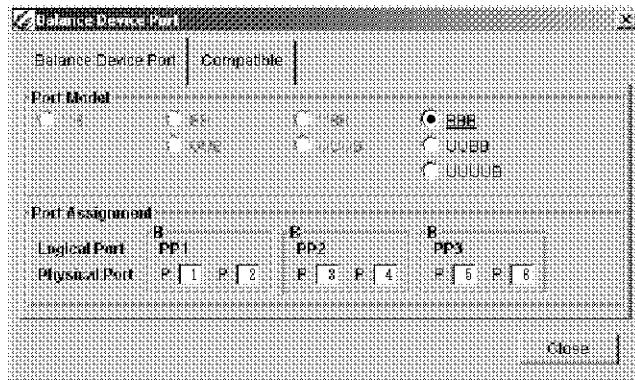 Balance Device Port
Balance Device Port Compatible
Port Model
BBB
UUBB
UUUUB
Port Assignment
B B B
Logical Port PP1 PP2 PP3
Physical Port P 1 P 2 P 3 P 4 P 5 P 6
Close